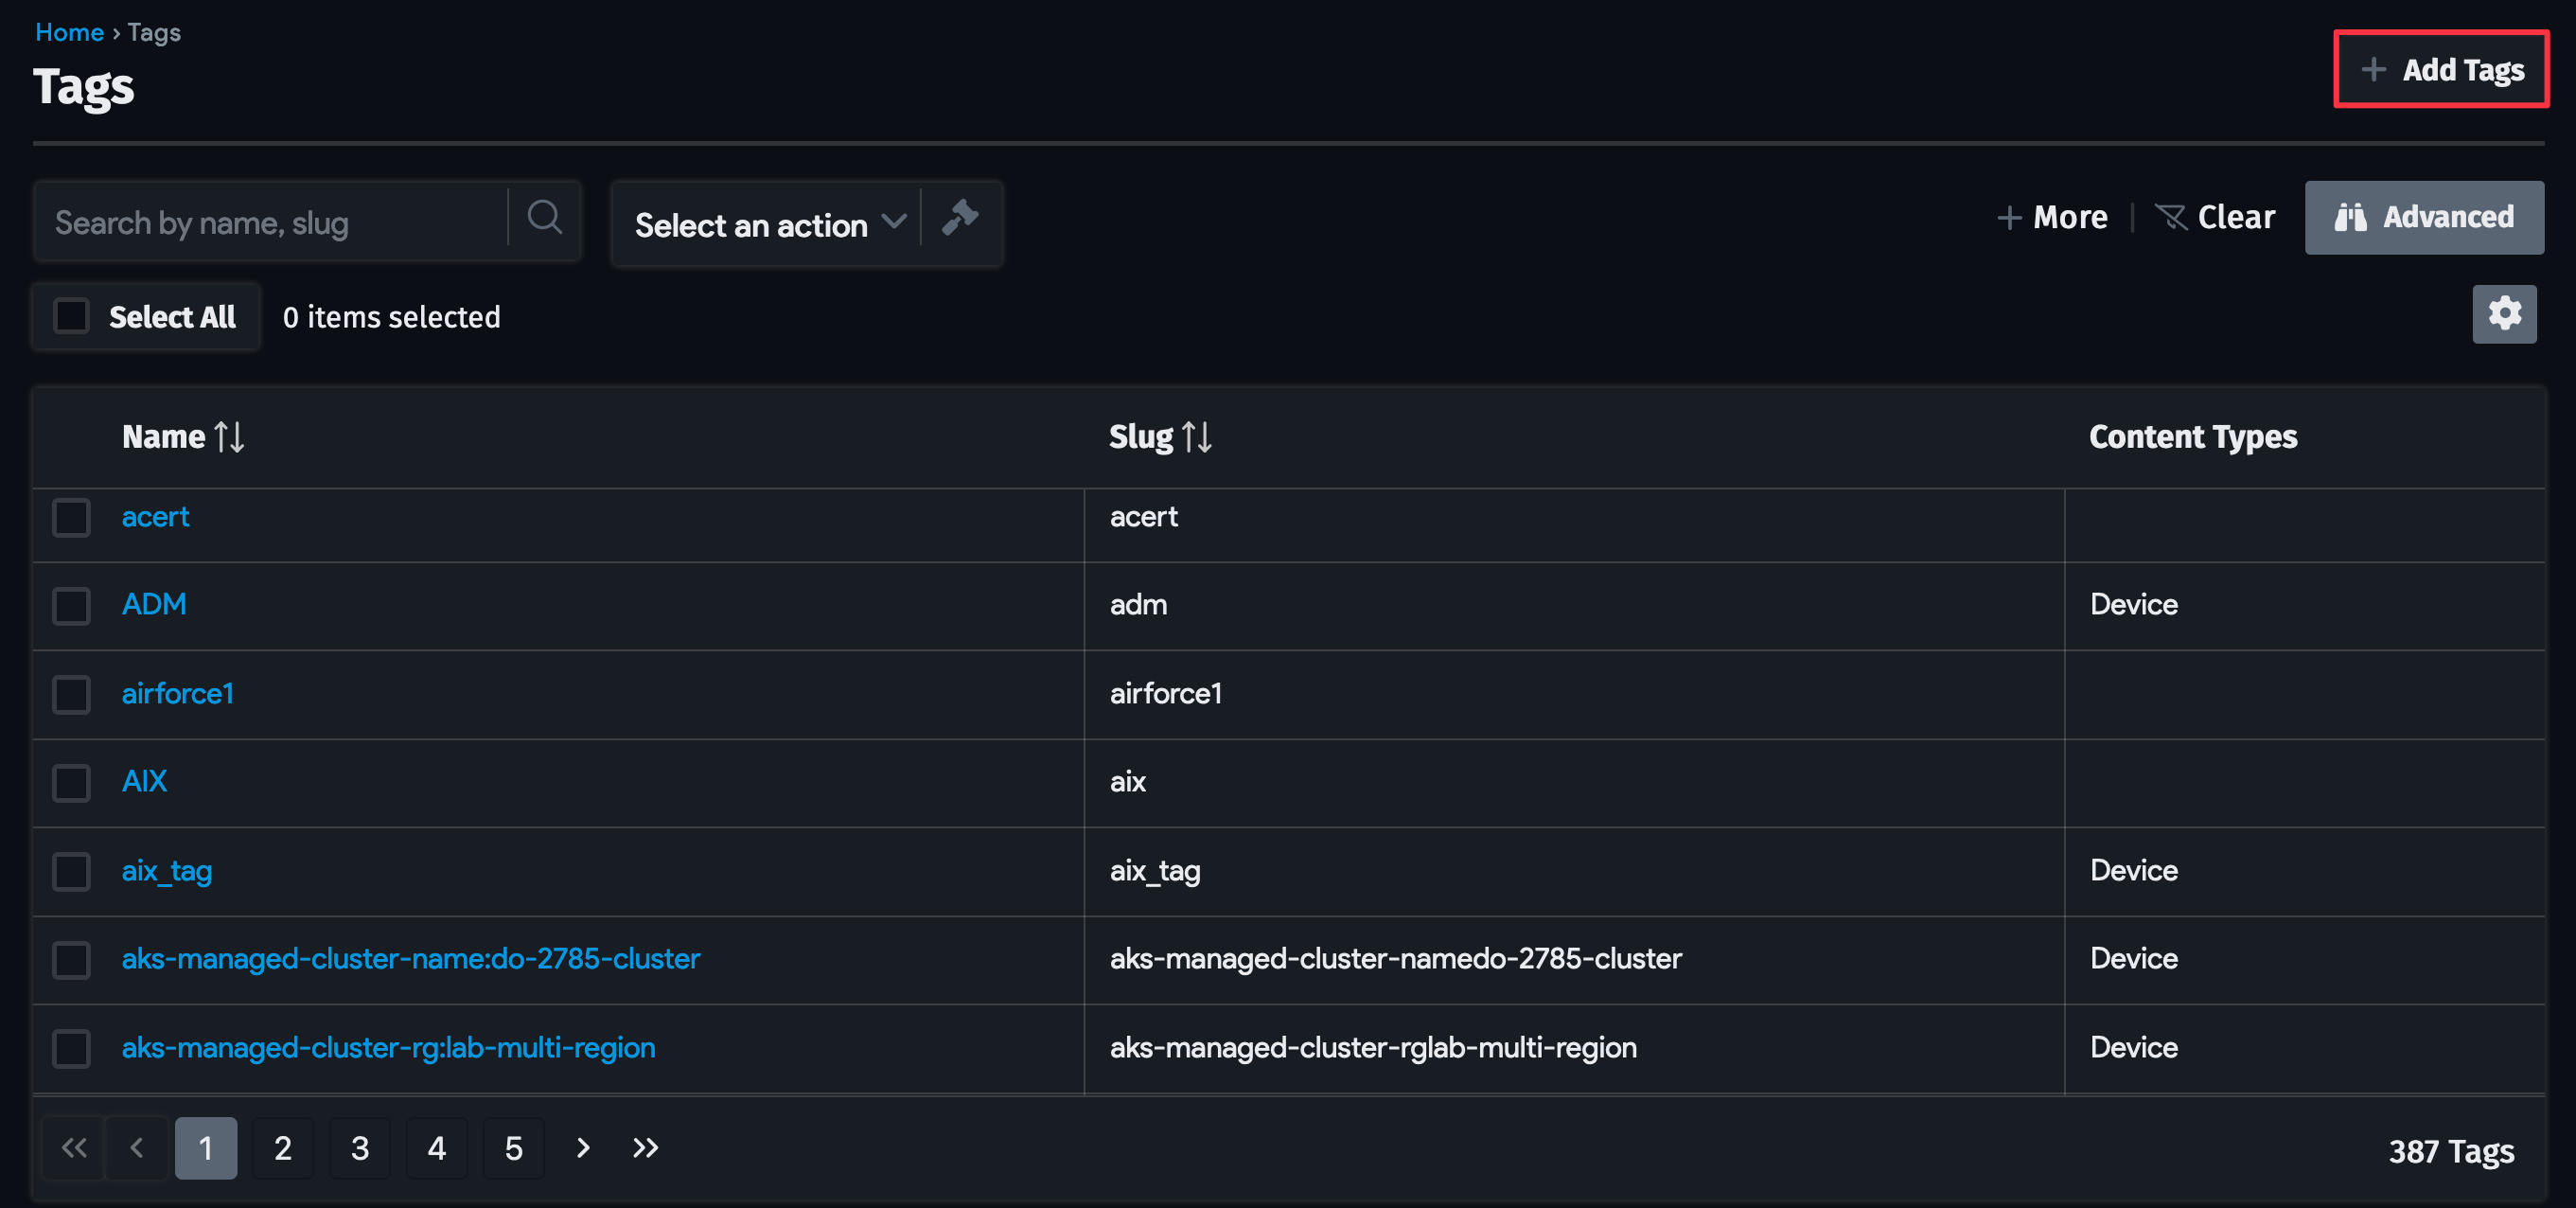 Home › Tags
Tags
+ Add Tags
Search by name, slug
Select an action
+ More | Clear
Advanced
Select All
0 items selected
Name Slug Content Types
acert acert
ADM adm Device
airforce1 airforce1
AIX aix
aix_tag aix_tag Device
aks-managed-cluster-name:do-2785-cluster aks-managed-cluster-namedo-2785-cluster Device
aks-managed-cluster-rg:lab-multi-region aks-managed-cluster-rglab-multi-region Device
« ‹ 1 2 3 4 5 › »
387 Tags